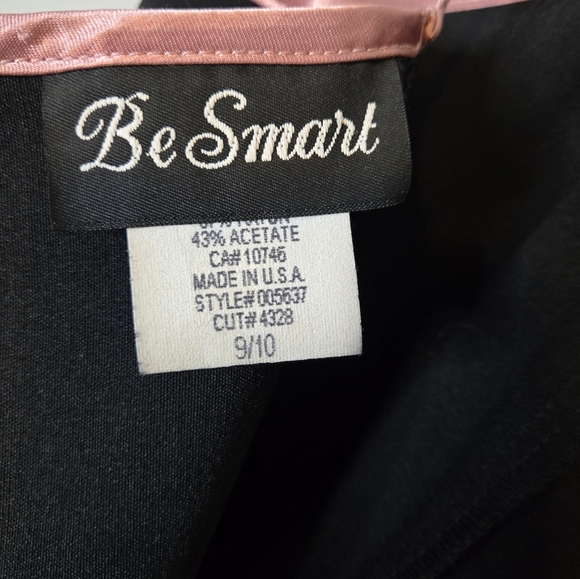 Be Smart
43% ACETATE
CA# 10746
MADE IN U.S.A.
STYLE# 005637
CUT# 4328
9/10